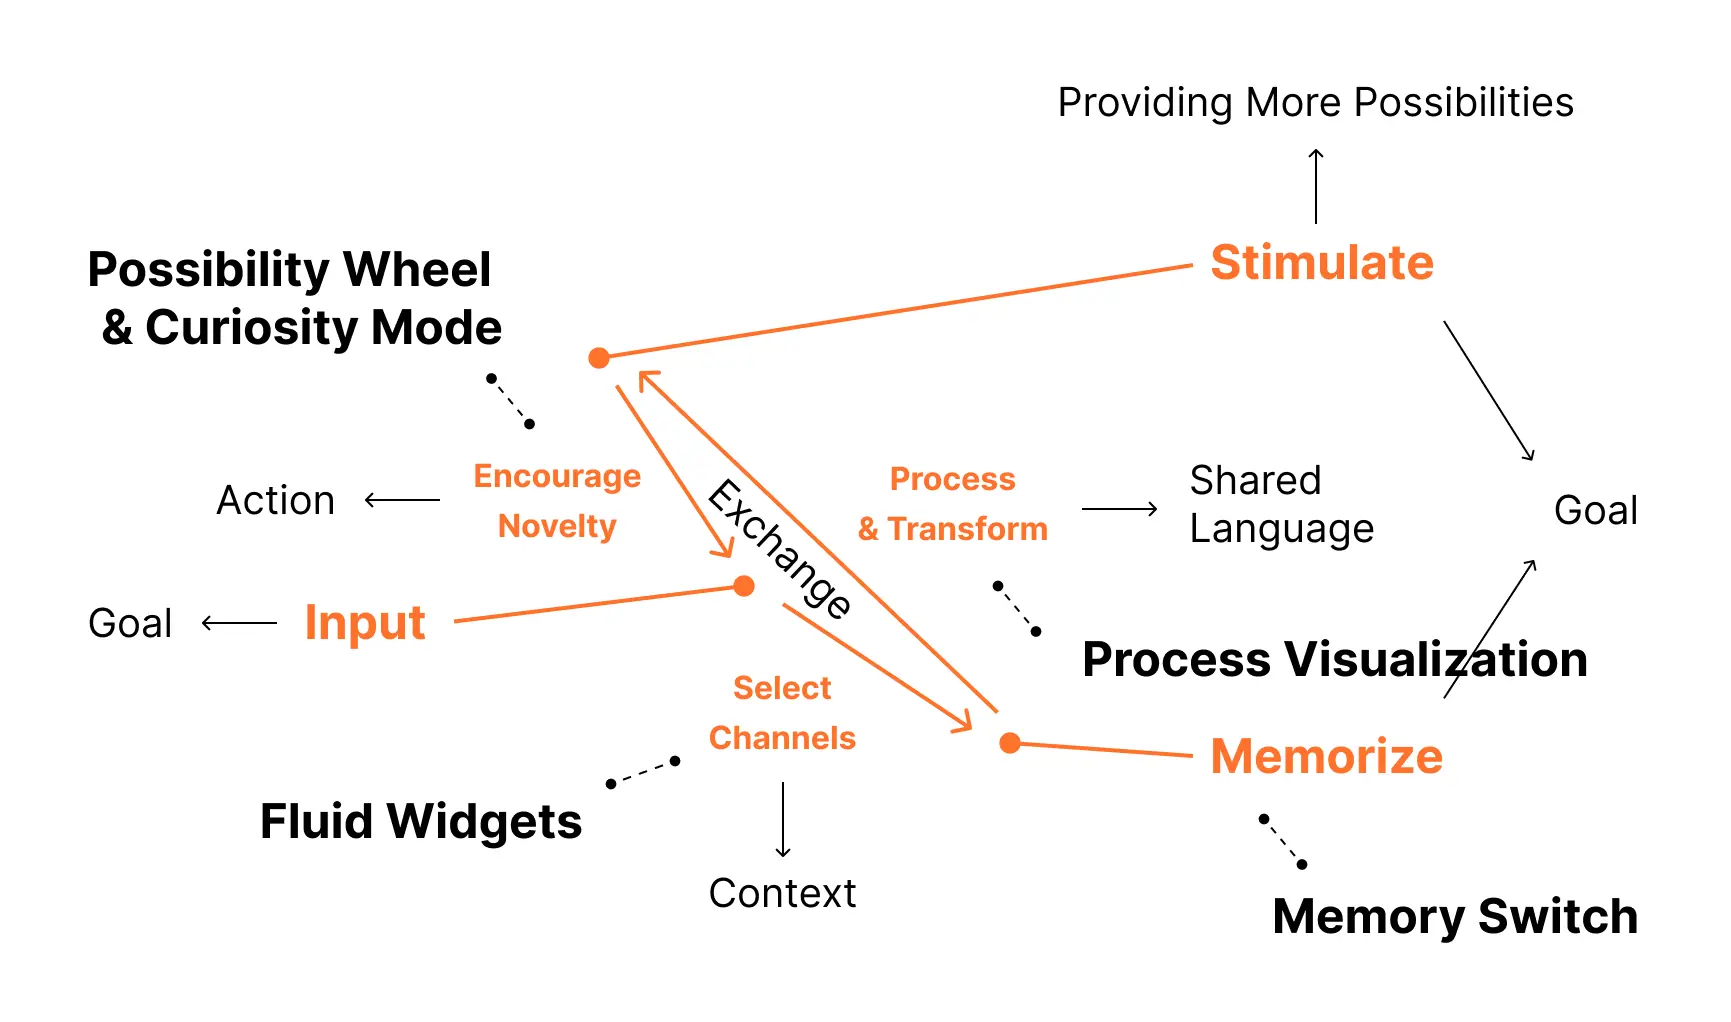 Providing More Possibilities
Stimulate
Possibility Wheel
& Curiosity Mode
Encourage
Novelty
Action
Exchange
Process
& Transform
Shared
Language
Goal
Goal
Input
Process Visualization
Select
Channels
Memorize
Fluid Widgets
Context
Memory Switch